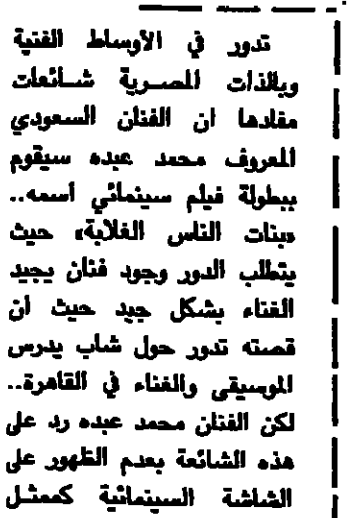 تدور في الأوساط الفنية
وبالذات المصرية شائعات
مفادها ان الفنان السعودي
المعروف محمد عبده سيقوم
ببطولة فيلم سينمائي أسمه..
«بنات الناس الغلابة» حيث
يتطلب الدور وجود فنان يجيد
الغناء بشكل جيد حيث ان
قصته تدور حول شاب يدرس
الموسيقى والغناء في القاهرة..
لكن الفنان محمد عبده رد على
هذه الشائعة بعدم الظهور على
الشاشة السينمائية كممثل